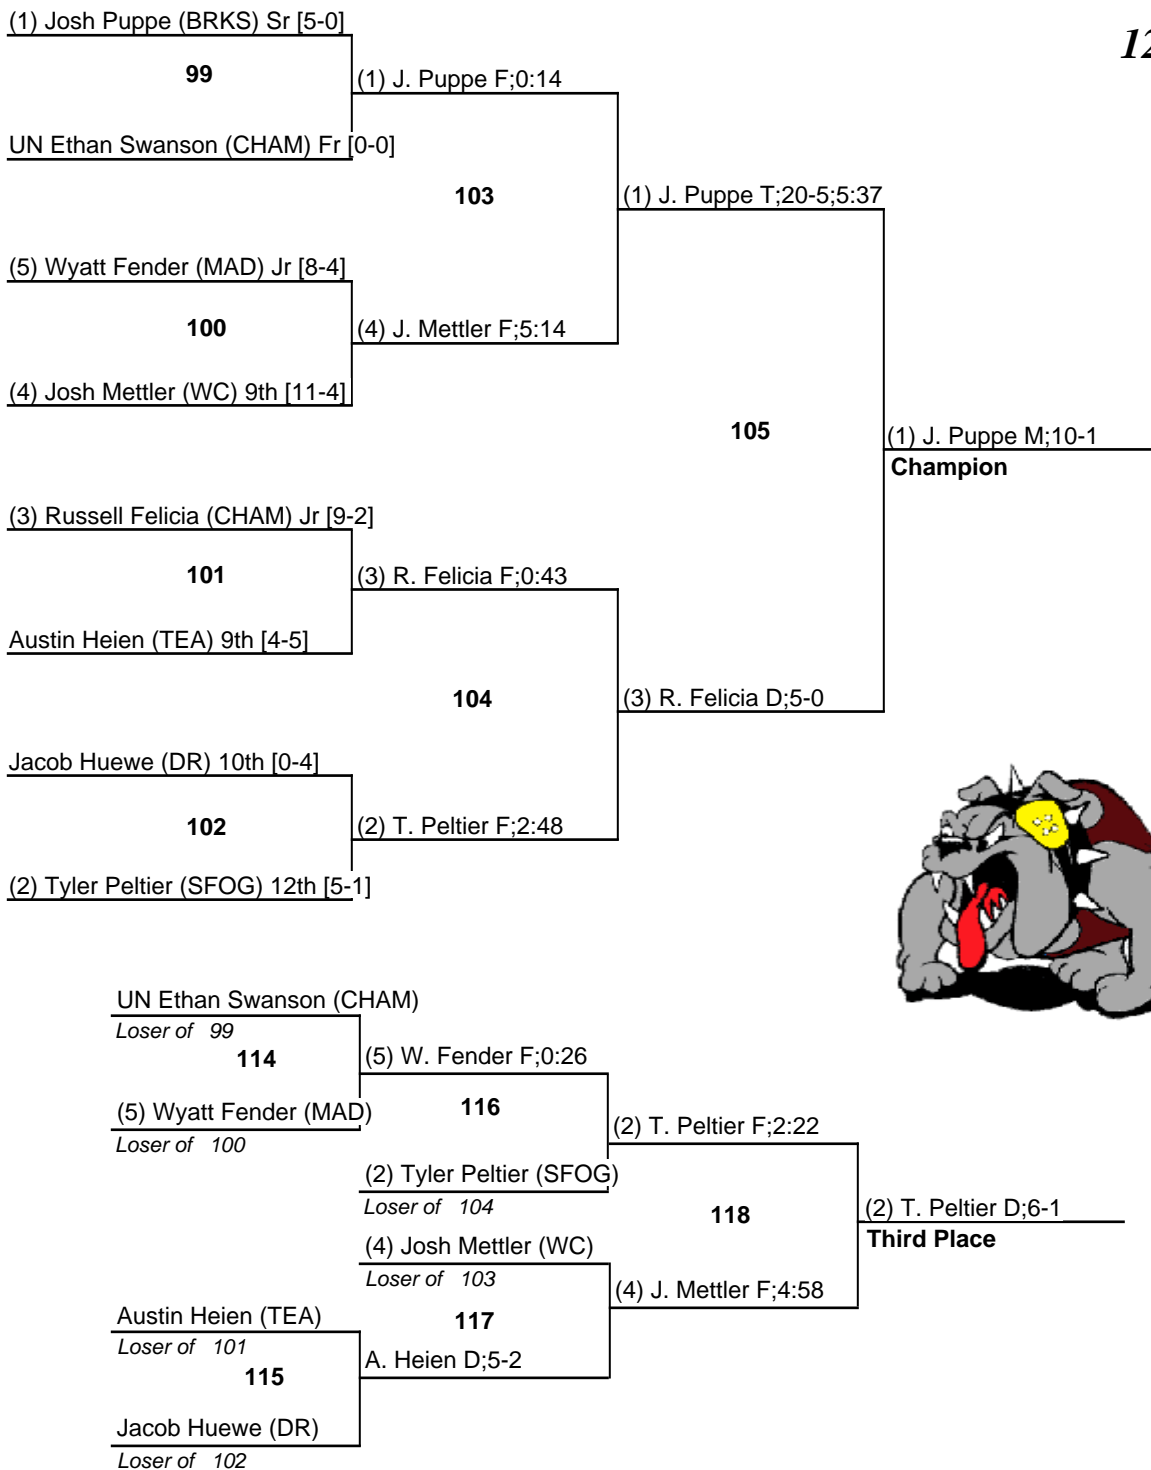 (1) Josh Puppe (BRKS) Sr [5-0]
12
99
(1) J. Puppe F;0:14
UN Ethan Swanson (CHAM) Fr [0-0]
103
(1) J. Puppe T;20-5;5:37
(5) Wyatt Fender (MAD) Jr [8-4]
100
(4) J. Mettler F;5:14
(4) Josh Mettler (WC) 9th [11-4]
105
(1) J. Puppe M;10-1
Champion
(3) Russell Felicia (CHAM) Jr [9-2]
101
(3) R. Felicia F;0:43
Austin Heien (TEA) 9th [4-5]
104
(3) R. Felicia D;5-0
Jacob Huewe (DR) 10th [0-4]
102
(2) T. Peltier F;2:48
(2) Tyler Peltier (SFOG) 12th [5-1]
UN Ethan Swanson (CHAM)
Loser of 99
114
(5) W. Fender F;0:26
(5) Wyatt Fender (MAD)
Loser of 100
116
(2) T. Peltier F;2:22
(2) Tyler Peltier (SFOG)
Loser of 104
118
(2) T. Peltier D;6-1
Third Place
(4) Josh Mettler (WC)
Loser of 103
(4) J. Mettler F;4:58
Austin Heien (TEA)
Loser of 101
117
A. Heien D;5-2
115
Jacob Huewe (DR)
Loser of 102